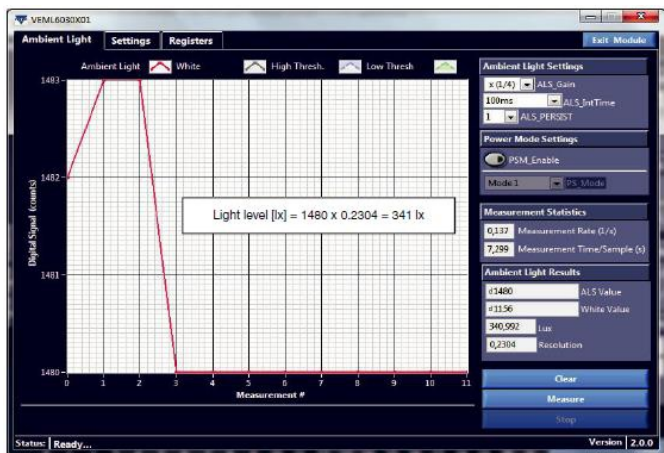 VEML6030X01
Ambient Light Settings Registers Exit Module
Ambient Light White High Thresh. Low Thresh
1483
1482
1481
1480
Digital Signal (counts)
0 1 2 3 4 5 6 7 8 9 10 11
Measurement #
Light level [lx] = 1480 x 0.2304 = 341 lx
Ambient Light Settings
x (1/4) ALS_Gain
100ms ALS_IntTime
1 ALS_PERSIST
Power Mode Settings
PSM_Enable
Mode 1 PS_Mode
Measurement Statistics
0,137 Measurement Rate (1/s)
7,299 Measurement Time/Sample (s)
Ambient Light Results
d1480 ALS Value
d1156 White Value
340,992 Lux
0,2304 Resolution
Clear
Measure
Stop
Status: Ready... Version 2.0.0